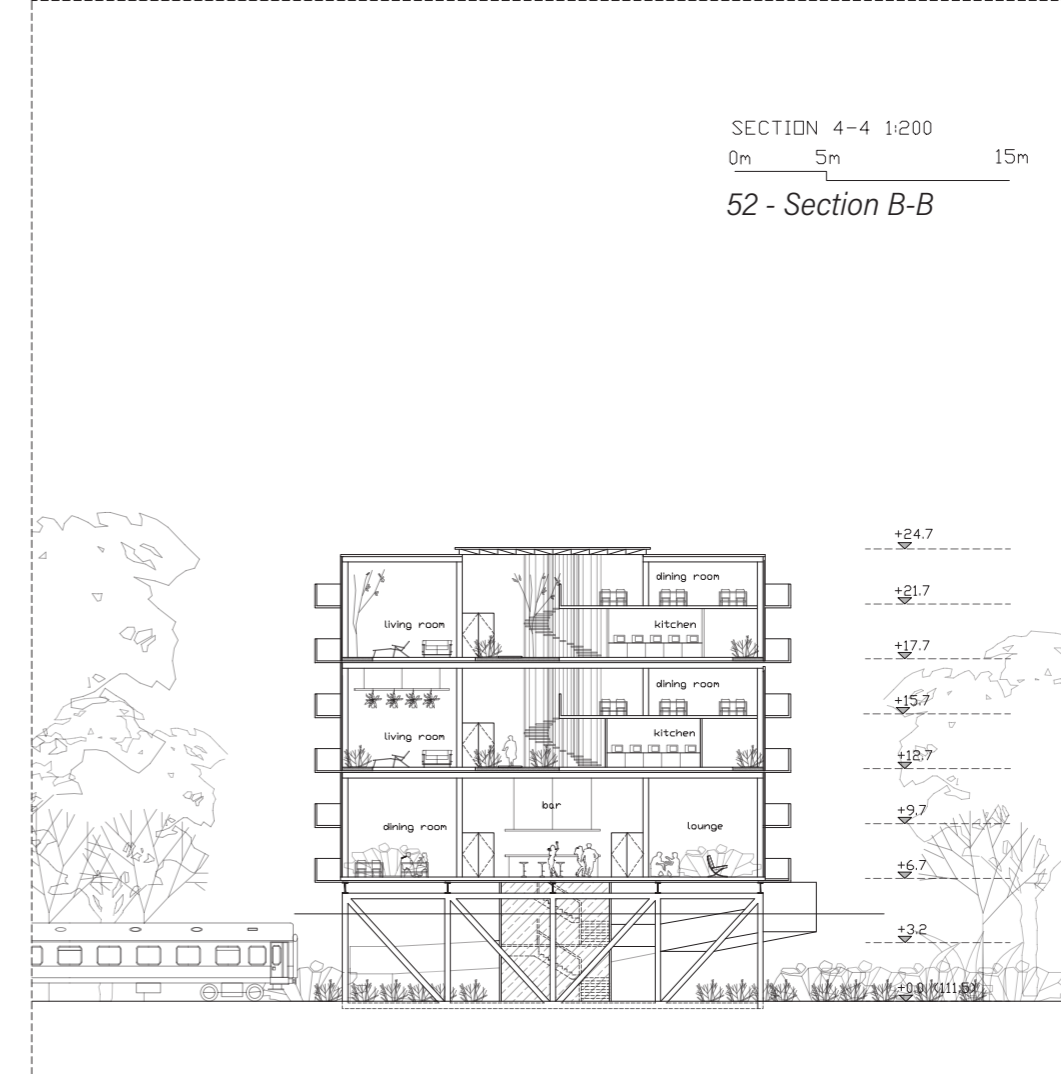 SECTION 4-4 1:200
0m 5m 15m
52 - Section B-B
+24.7
dining room
+21.7
living room
kitchen
+17.7
dining room
+15.7
living room
kitchen
+12.7
bar
+9.7
dining room
lounge
+6.7
+3.2
+0.0 (111.5)